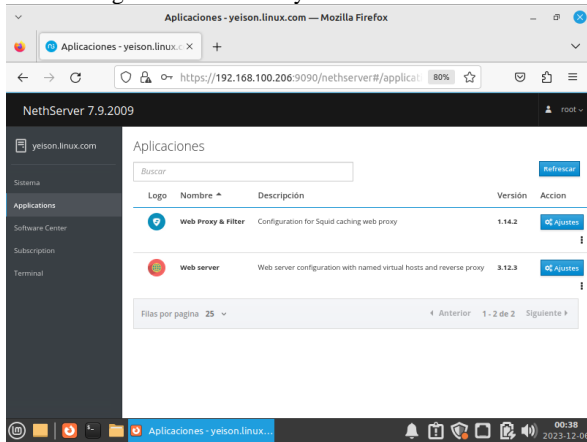 Aplicaciones - yeison.linux.com — Mozilla Firefox
Aplicaciones - yeison.linux.c
https://192.168.100.206:9090/nethserver#/applicat
80%
NethServer 7.9.2009
root
yeison.linux.com
Sistema
Applications
Software Center
Subscription
Terminal
Aplicaciones
Buscar
Refrescar
Logo Nombre Descripción Versión Accion
Web Proxy & Filter Configuration for Squid caching web proxy 1.14.2 Ajustes
Web server Web server configuration with named virtual hosts and reverse proxy 3.12.3 Ajustes
Filas por pagina 25 Anterior 1 - 2 de 2 Siguiente
Aplicaciones - yeison.linux....
00:38